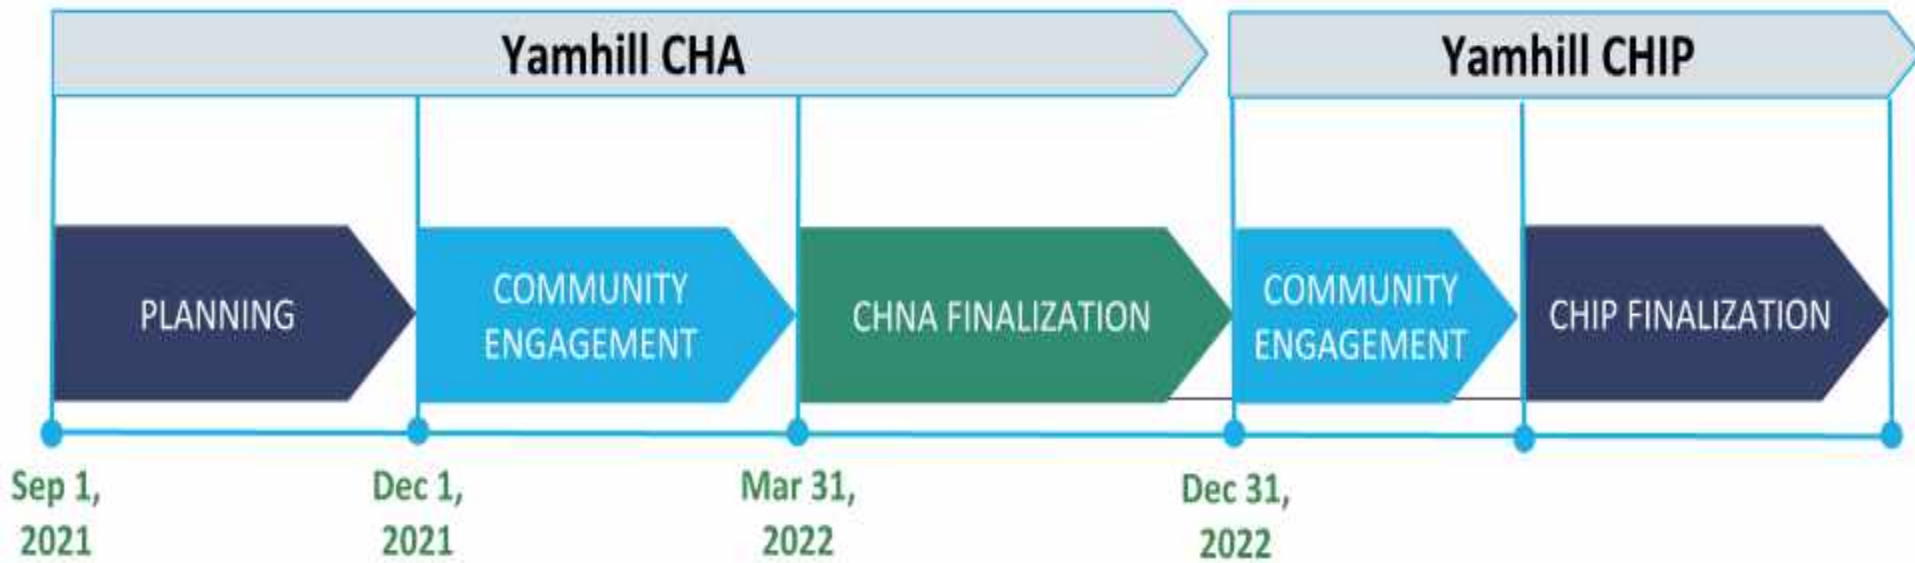 Yamhill CHA
Yamhill CHIP
PLANNING
COMMUNITY
ENGAGEMENT
CHNA FINALIZATION
COMMUNITY
ENGAGEMENT
CHIP FINALIZATION
Sep 1,
2021
Dec 1,
2021
Mar 31,
2022
Dec 31,
2022